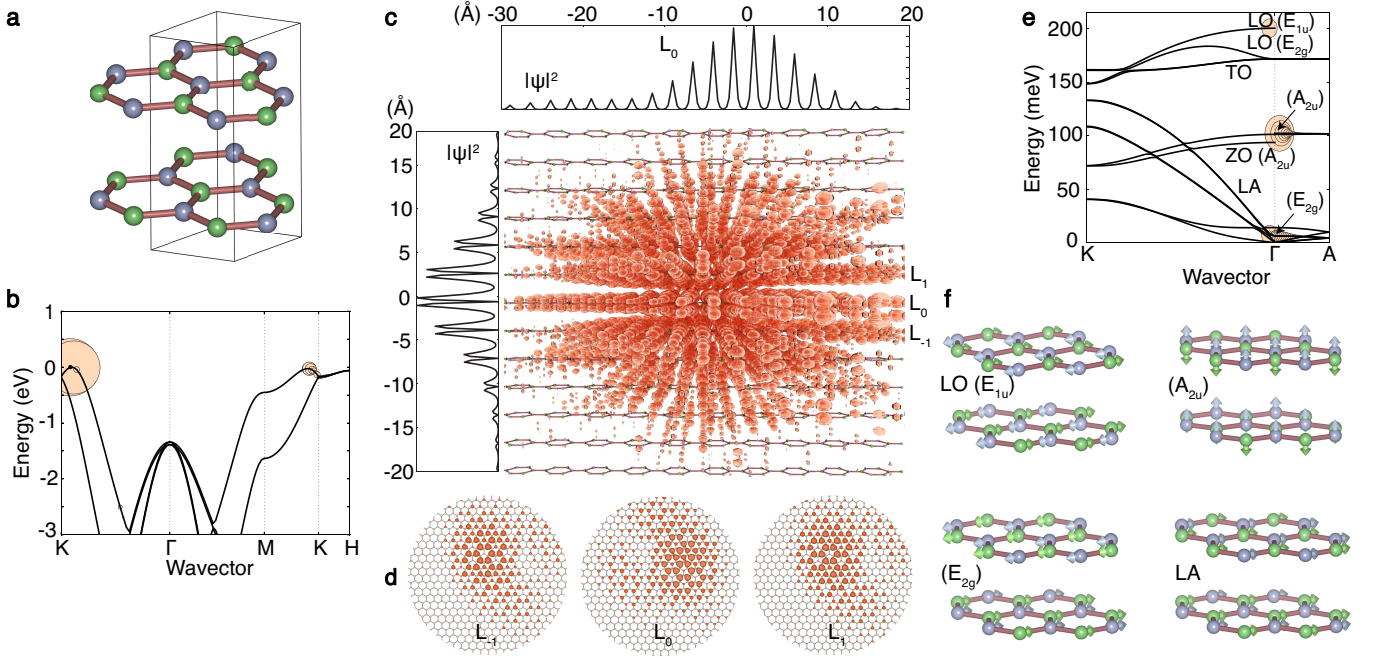 a
b
1
0
-1
-2
-3
Energy (eV)
K
Γ
M
K
H
Wavector
c
(Å)
-30
-20
-10
0
10
20
L0
|ψ|2
(Å)
20
15
10
5
0
-5
-10
-15
-20
|ψ|2
L1
L0
L-1
d
L-1
L0
L1
e
200
150
100
50
0
Energy (meV)
LO (E1u)
LO (E2g)
TO
(A2u)
ZO (A2u)
LA
(E2g)
K
Γ
A
Wavector
f
LO (E1u)
(A2u)
(E2g)
LA